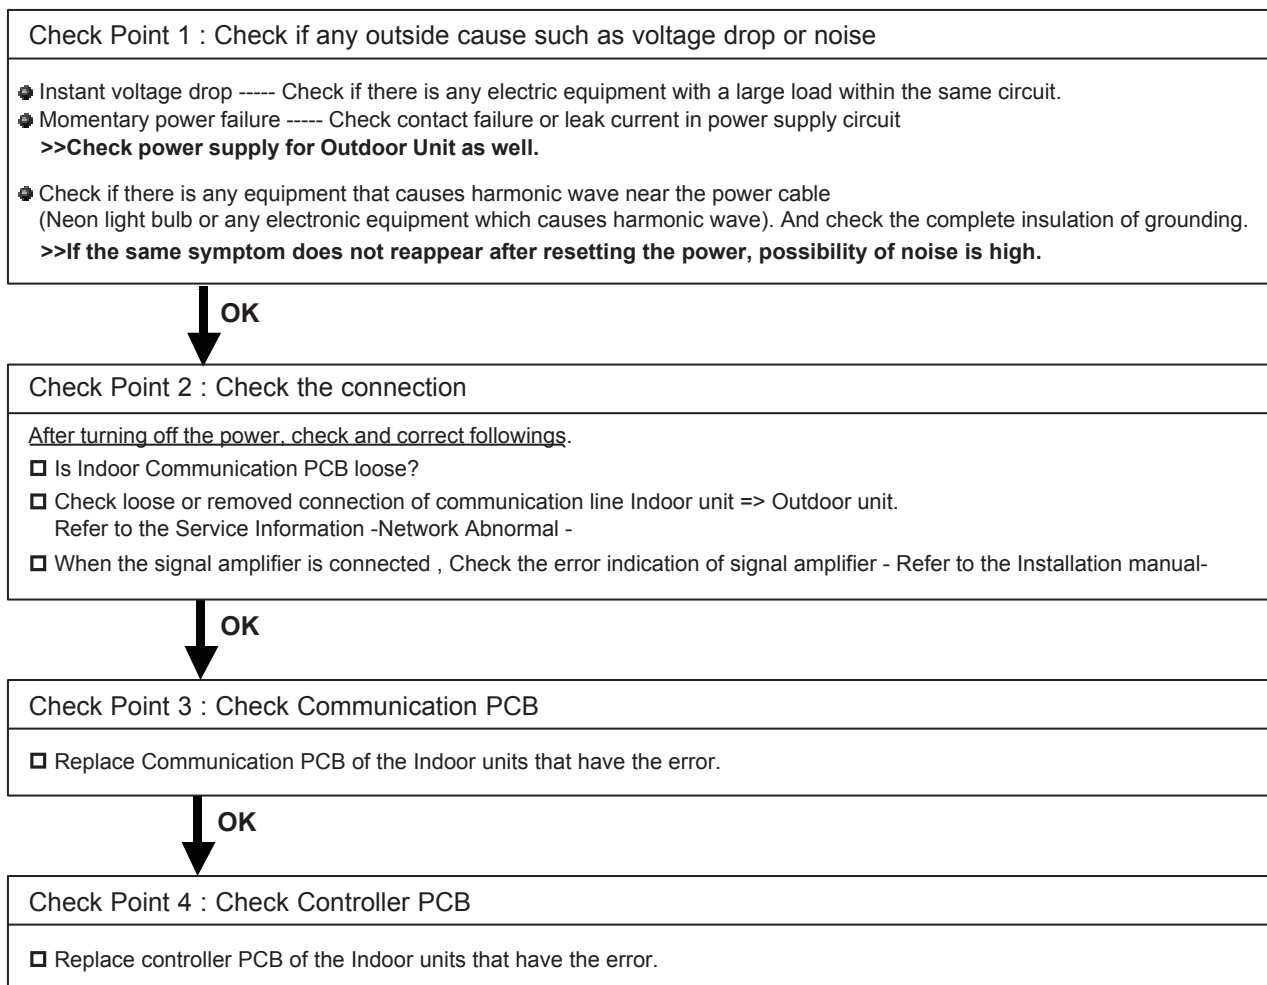 Check Point 1 : Check if any outside cause such as voltage drop or noise
Instant voltage drop ----- Check if there is any electric equipment with a large load within the same circuit.
Momentary power failure ----- Check contact failure or leak current in power supply circuit
>>Check power supply for Outdoor Unit as well.
Check if there is any equipment that causes harmonic wave near the power cable
(Neon light bulb or any electronic equipment which causes harmonic wave). And check the complete insulation of grounding.
>>If the same symptom does not reappear after resetting the power, possibility of noise is high.
OK
Check Point 2 : Check the connection
After turning off the power, check and correct followings.
Is Indoor Communication PCB loose?
Check loose or removed connection of communication line Indoor unit => Outdoor unit.
Refer to the Service Information -Network Abnormal -
When the signal amplifier is connected , Check the error indication of signal amplifier - Refer to the Installation manual-
OK
Check Point 3 : Check Communication PCB
Replace Communication PCB of the Indoor units that have the error.
OK
Check Point 4 : Check Controller PCB
Replace controller PCB of the Indoor units that have the error.